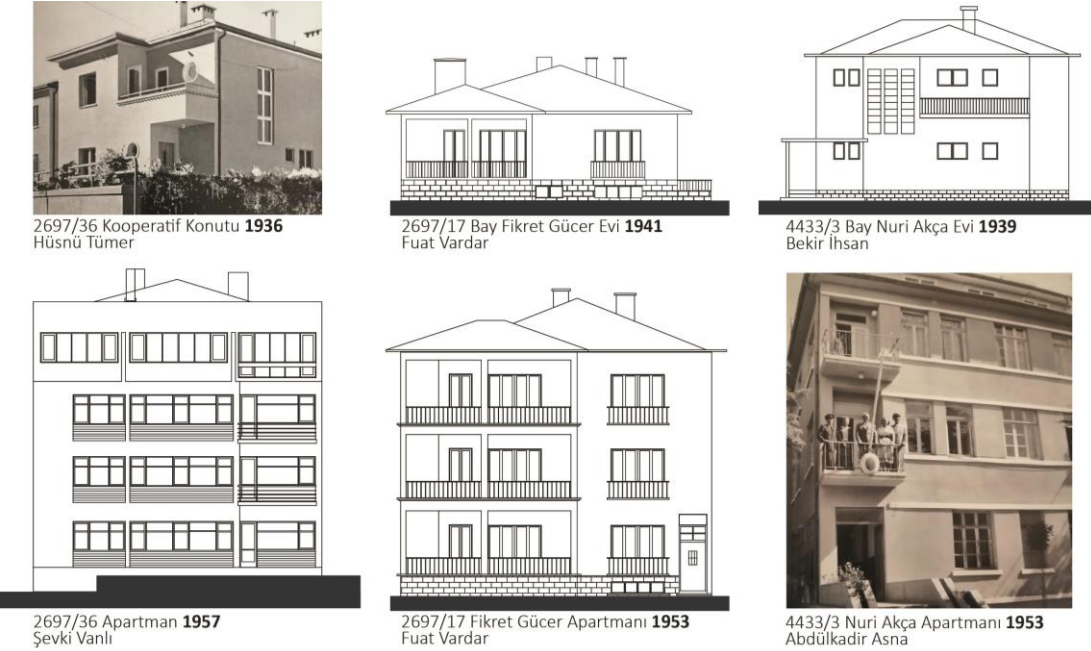 2697/36 Kooperatif Konutu 1936
Hüsnü Tümer
2697/17 Bay Fikret Gücer Evi 1941
Fuat Vardar
4433/3 Bay Nuri Akça Evi 1939
Bekir İhsan
2697/36 Apartman 1957
Şevki Vanlı
2697/17 Fikret Gücer Apartmanı 1953
Fuat Vardar
4433/3 Nuri Akça Apartmanı 1953
Abdülkadir Asna